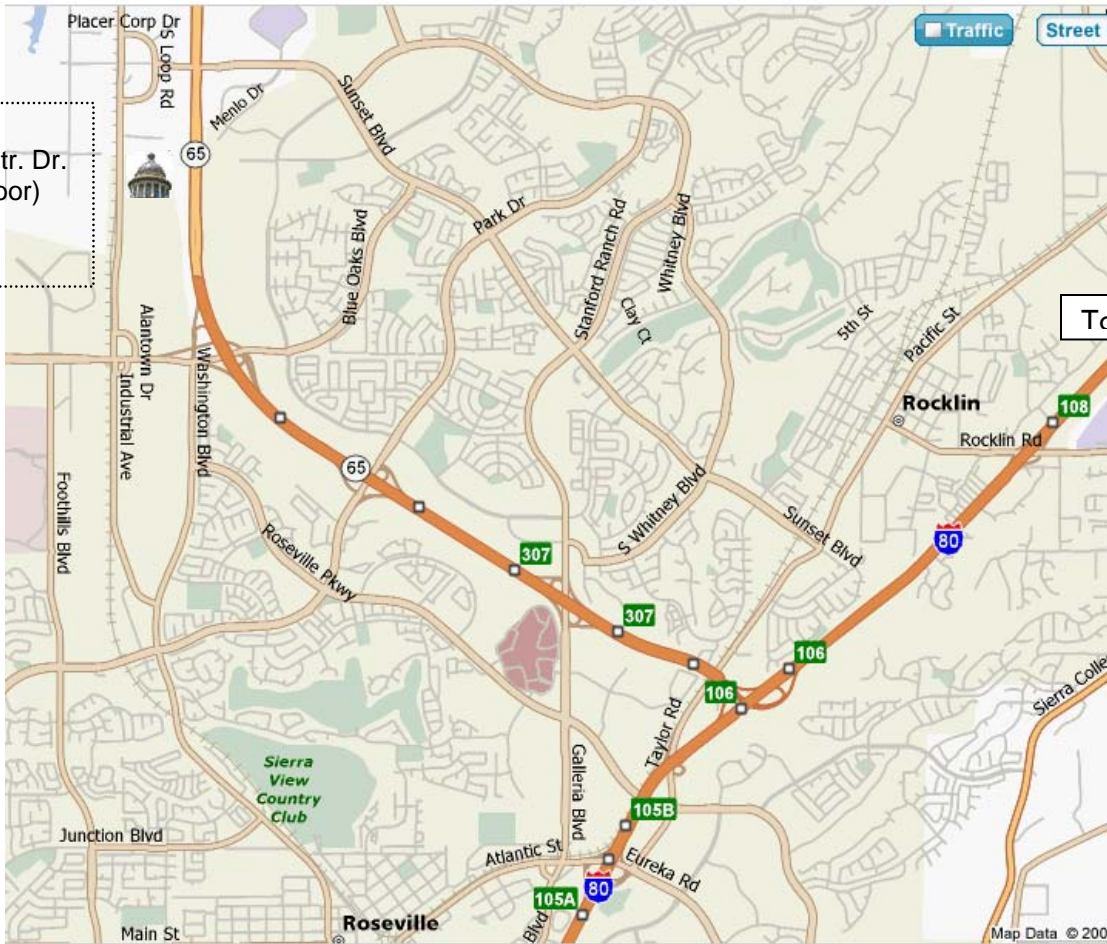 Placer Corp Dr
S Loop Rd
Traffic
Street
Menlo Dr
Sunset Blvd
tr. Dr.
oor)
65
Park Dr
Blue Oaks Blvd
Stanford Ranch Rd
Whitney Blvd
Clay Ct
5th St
Pacific St
To
Alantown Dr
Industrial Ave
Washington Blvd
Rocklin
108
Rocklin Rd
65
Foothills Blvd
Roseville Pkwy
S Whitney Blvd
Sunset Blvd
80
307
307
106
106
Sierra Colle
Taylor Rd
Galleria Blvd
Sierra
View
Country
Club
105B
Junction Blvd
Atlantic St
Eureka Rd
80
105A
Blvd
Roseville
Main St
Map Data © 200